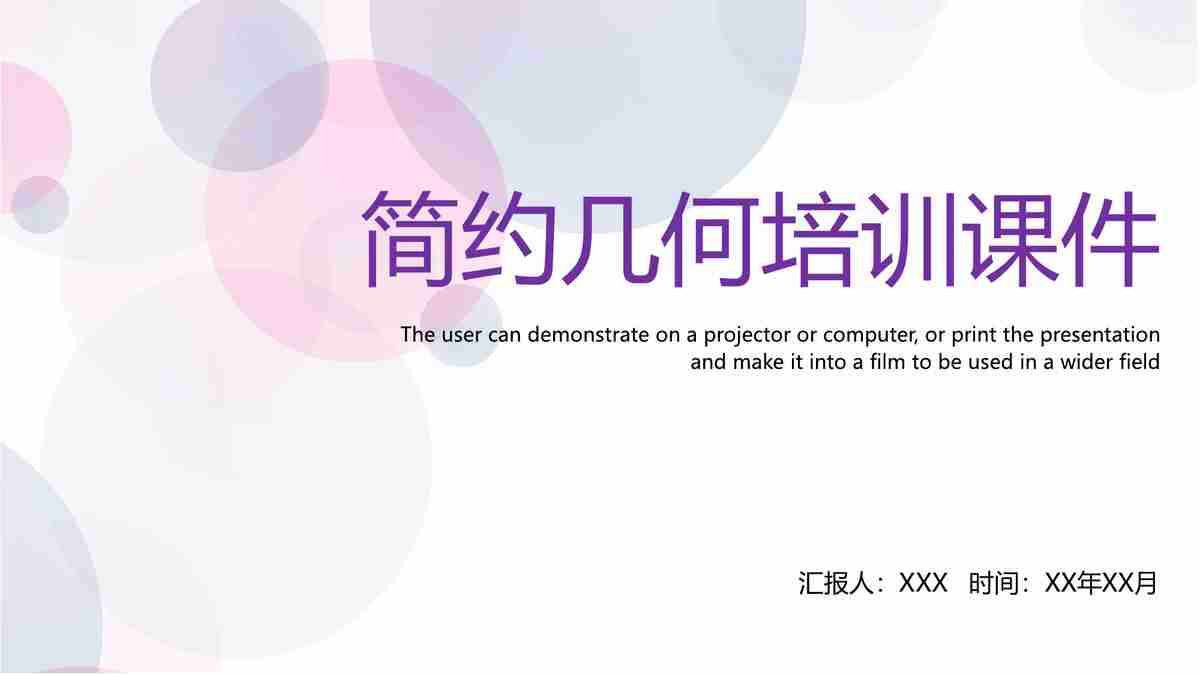 简约几何培训课件
The user can demonstrate on a projector or computer, or print the presentation
and make it into a film to be used in a wider field
汇报人：XXX 时间：XX年XX月